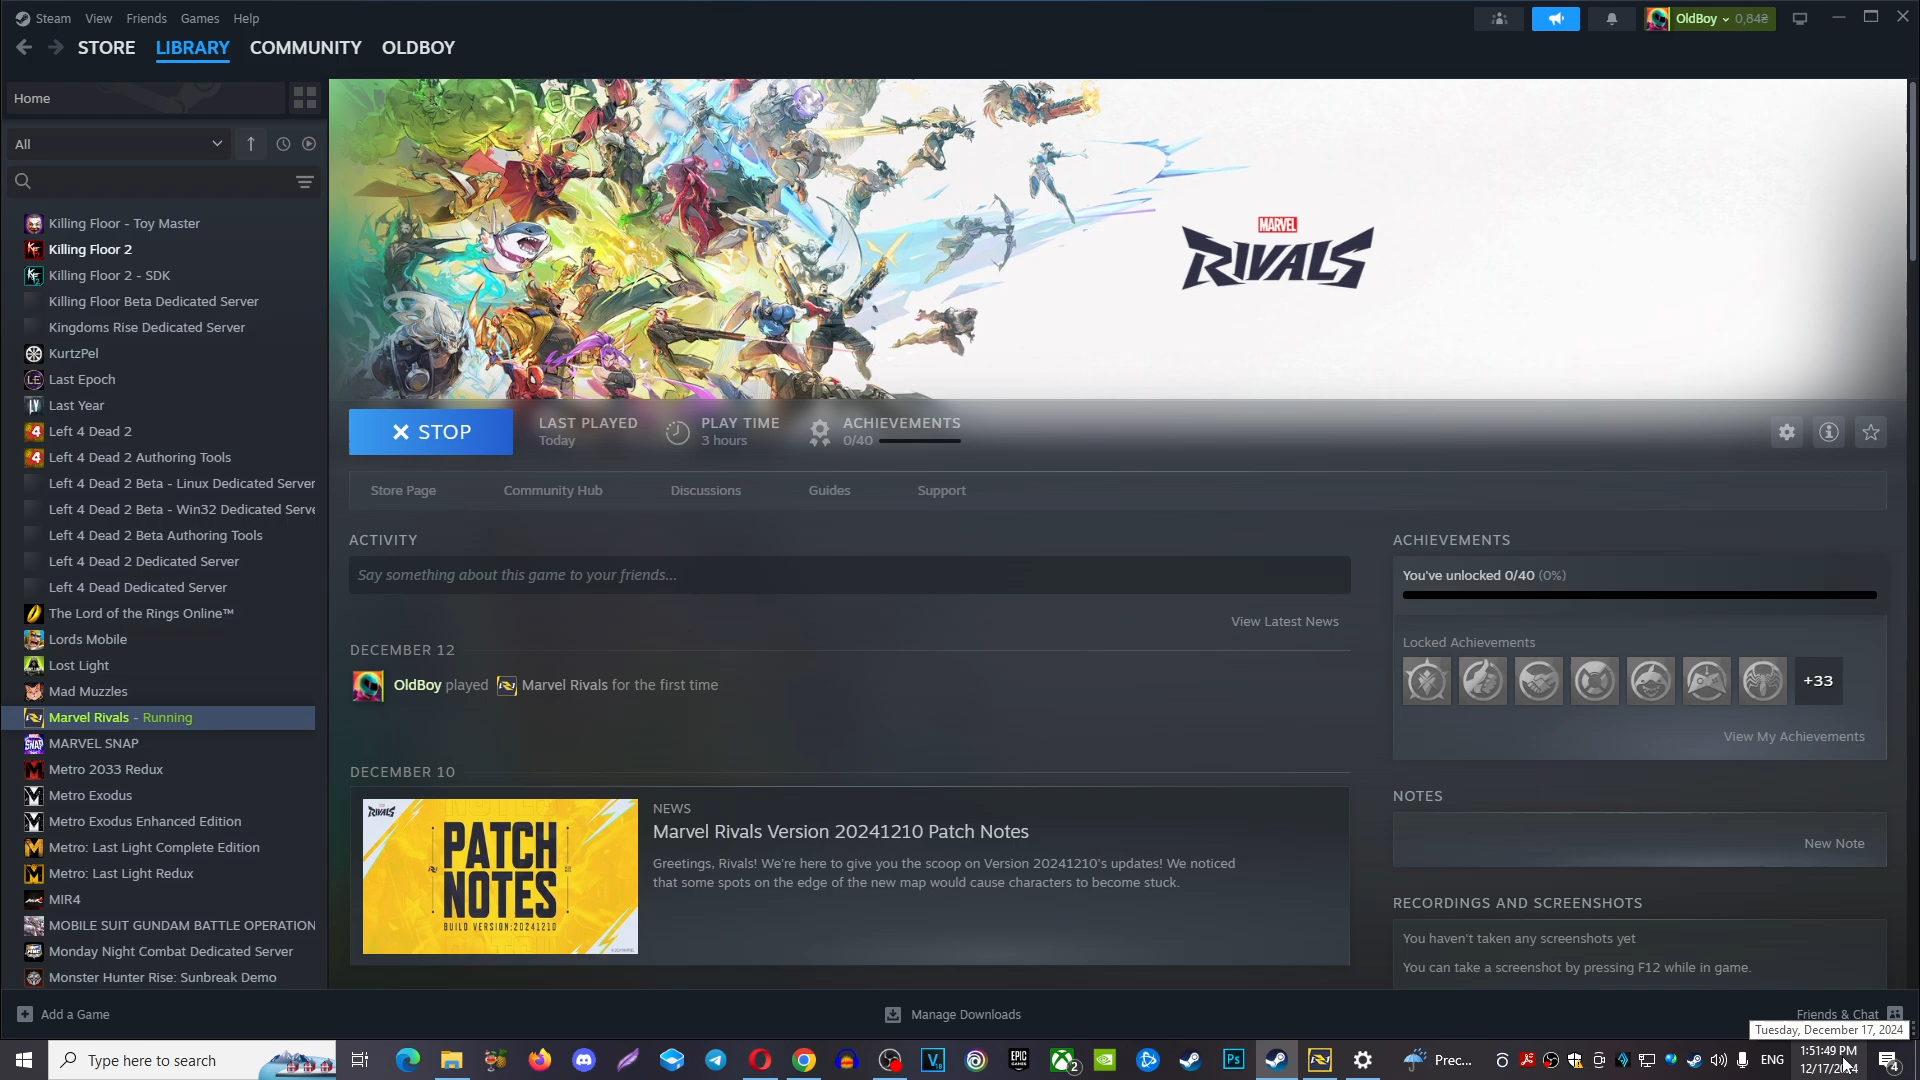 Steam View Friends Games Help
OldBoy 0,84₴
STORE LIBRARY COMMUNITY OLDBOY
Home
All
Killing Floor - Toy Master
Killing Floor 2
Killing Floor 2 - SDK
Killing Floor Beta Dedicated Server
Kingdoms Rise Dedicated Server
KurtzPel
Last Epoch
Last Year
Left 4 Dead 2
Left 4 Dead 2 Authoring Tools
Left 4 Dead 2 Beta - Linux Dedicated Server
Left 4 Dead 2 Beta - Win32 Dedicated Serve
Left 4 Dead 2 Beta Authoring Tools
Left 4 Dead 2 Dedicated Server
Left 4 Dead Dedicated Server
The Lord of the Rings Online™
Lords Mobile
Lost Light
Mad Muzzles
Marvel Rivals - Running
MARVEL SNAP
Metro 2033 Redux
Metro Exodus
Metro Exodus Enhanced Edition
Metro: Last Light Complete Edition
Metro: Last Light Redux
MIR4
MOBILE SUIT GUNDAM BATTLE OPERATION
Monday Night Combat Dedicated Server
Monster Hunter Rise: Sunbreak Demo
MARVEL
RIVALS
STOP
LAST PLAYED
Today
PLAY TIME
3 hours
ACHIEVEMENTS
0/40
Store Page Community Hub Discussions Guides Support
ACTIVITY
Say something about this game to your friends...
View Latest News
DECEMBER 12
OldBoy played Marvel Rivals for the first time
DECEMBER 10
RIVALS
PATCH
NOTES
BUILD VERSION:20241210
NEWS
Marvel Rivals Version 20241210 Patch Notes
Greetings, Rivals! We're here to give you the scoop on Version 20241210's updates! We noticed
that some spots on the edge of the new map would cause characters to become stuck.
ACHIEVEMENTS
You've unlocked 0/40 (0%)
Locked Achievements
+33
View My Achievements
NOTES
New Note
RECORDINGS AND SCREENSHOTS
You haven't taken any screenshots yet
You can take a screenshot by pressing F12 while in game.
Add a Game
Manage Downloads
Friends & Chat
Tuesday, December 17, 2024
Type here to search
EPIC
GAMES
2
Ps
Prec...
ENG
1:51:49 PM
12/17/2024
4